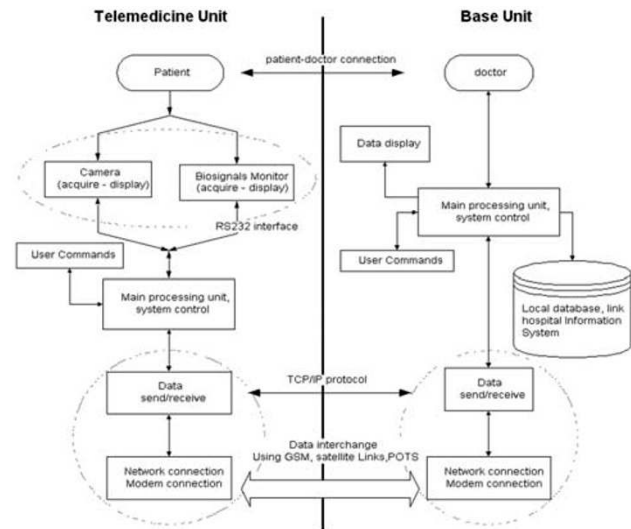 Telemedicine Unit
Base Unit
patient-doctor connection
Patient
doctor
Data display
Camera
(acquire - display)
Biosignals Monitor
(acquire - display)
RS232 interface
Main processing unit,
system control
User Commands
User Commands
Main processing unit,
system control
Local database, link
hospital Information
System
TCP/IP protocol
Data
send/receive
Data
send/receive
Data interchange
Using GSM, satellite Links,POTS
Network connection
Modem connection
Network connection
Modem connection